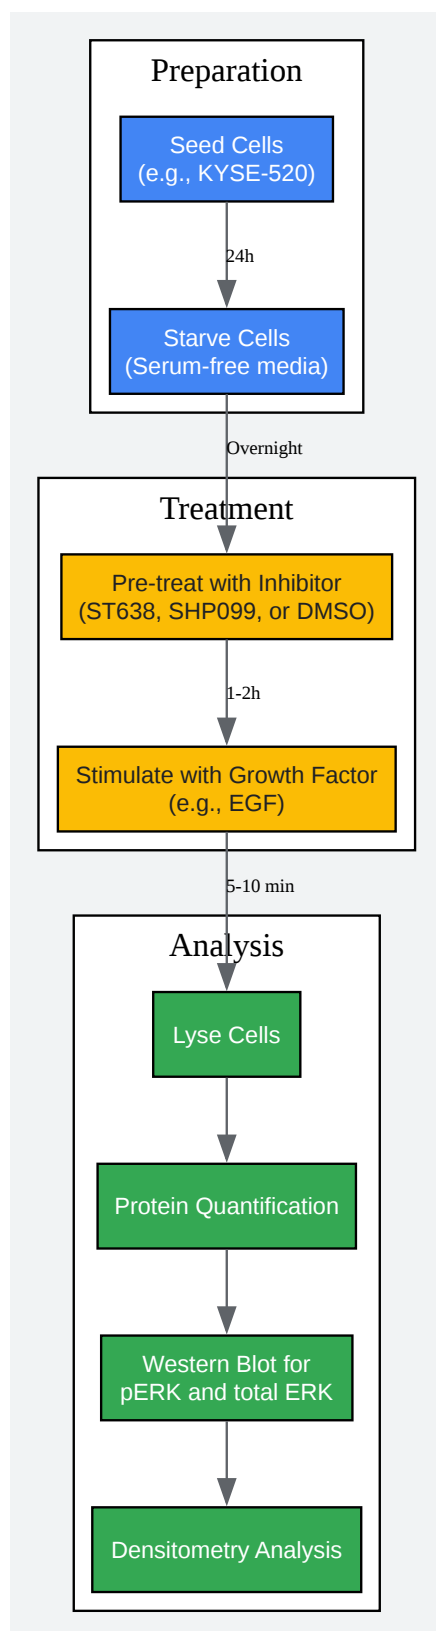 Preparation
Seed Cells
(e.g., KYSE-520)
24h
Starve Cells
(Serum-free media)
Overnight
Treatment
Pre-treat with Inhibitor
(ST638, SHP099, or DMSO)
1-2h
Stimulate with Growth Factor
(e.g., EGF)
5-10 min
Analysis
Lyse Cells
Protein Quantification
Western Blot for
pERK and total ERK
Densitometry Analysis